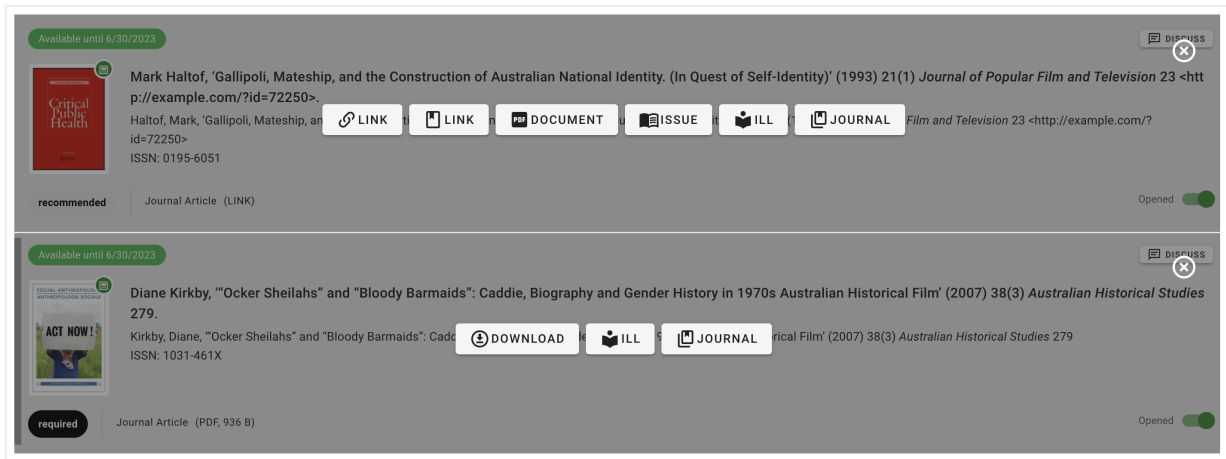 Available until 6/30/2023
DISCUSS
Critical
Public
Health
Mark Haltof, ‘Gallipoli, Mateship, and the Construction of Australian National Identity. (In Quest of Self-Identity)’ (1993) 21(1) Journal of Popular Film and Television 23 <htt
p://example.com/?id=72250>.
Haltof, Mark, ‘Gallipoli, Mateship, an
Film and Television 23 <http://example.com/?
id=72250>
ISSN: 0195-6051
LINK LINK PDF DOCUMENT ISSUE ILL JOURNAL
recommended Journal Article (LINK) Opened
Available until 6/30/2023
DISCUSS
SOCIAL ANTHROPOLO
ANTHROPOLOGIE SOCIALE
ACT NOW!
Diane Kirkby, ‘“Ocker Sheilahs” and “Bloody Barmaids”: Caddie, Biography and Gender History in 1970s Australian Historical Film’ (2007) 38(3) Australian Historical Studies
279.
Kirkby, Diane, ‘“Ocker Sheilahs” and “Bloody Barmaids”: Cadd
rical Film’ (2007) 38(3) Australian Historical Studies 279
ISSN: 1031-461X
DOWNLOAD ILL JOURNAL
required Journal Article (PDF, 936 B) Opened